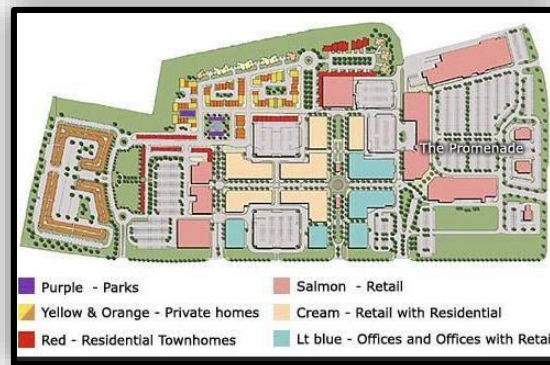 The Promenade
Purple - Parks
Yellow & Orange - Private homes
Red - Residential Townhomes
Salmon - Retail
Cream - Retail with Residential
Lt blue - Offices and Offices with Retail